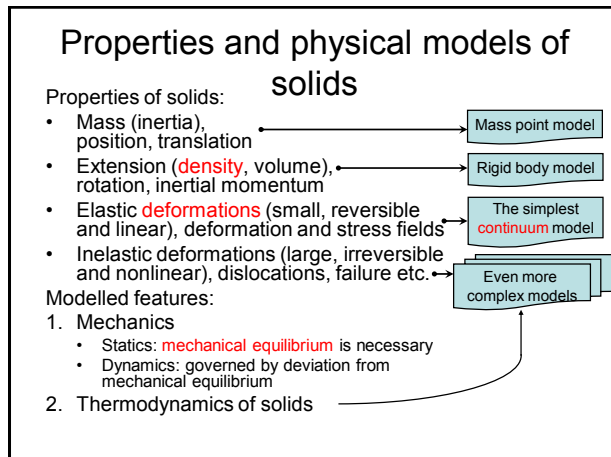 Properties and physical models of
solids
Properties of solids:
• Mass (inertia),
position, translation
Mass point model
• Extension (density, volume),
rotation, inertial momentum
Rigid body model
• Elastic deformations (small, reversible
and linear), deformation and stress fields
The simplest
continuum model
• Inelastic deformations (large, irreversible
and nonlinear), dislocations, failure etc.
Even more
complex models
Modelled features:
1. Mechanics
• Statics: mechanical equilibrium is necessary
• Dynamics: governed by deviation from
mechanical equilibrium
2. Thermodynamics of solids